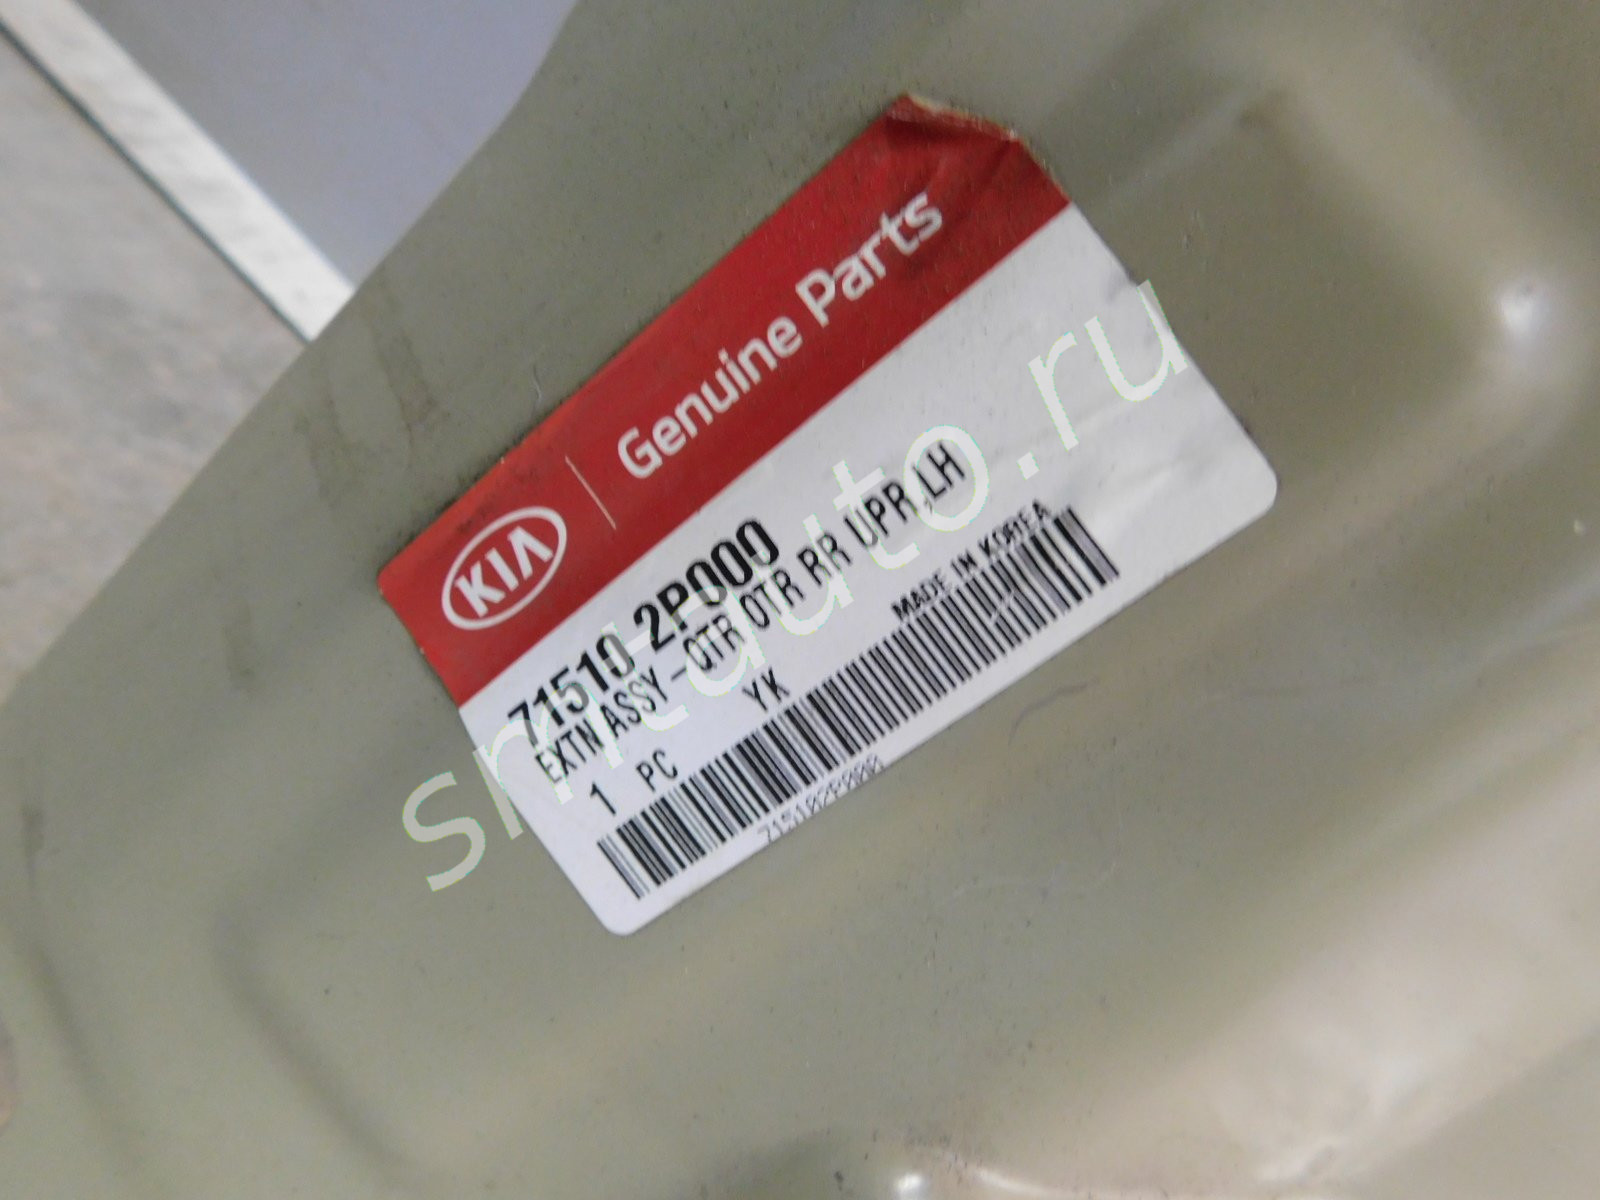 KIA Genuine Parts
71510 2P000
EXTN ASSY-QTR OTR RR UPR,LH
1 PC YK
MADE IN KOREA
715102P000
smtauto.ru